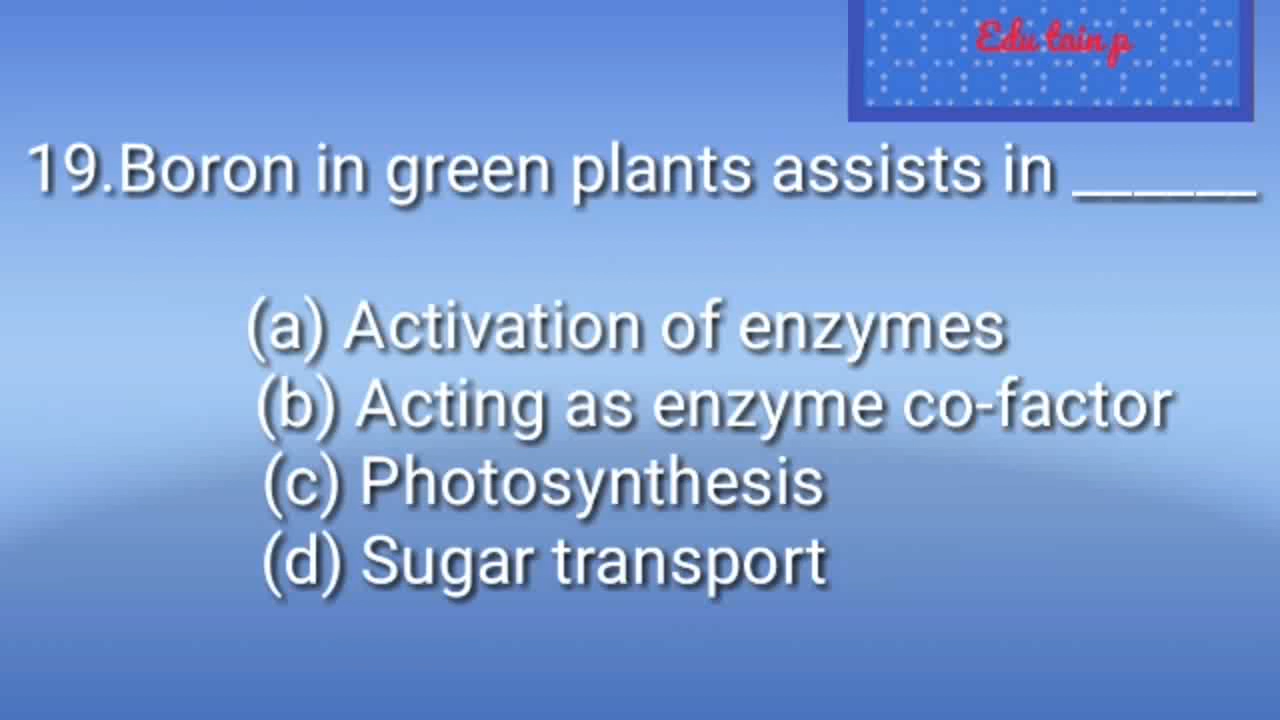 Edu tain p
19.Boron in green plants assists in ______
(a) Activation of enzymes
(b) Acting as enzyme co-factor
(c) Photosynthesis
(d) Sugar transport